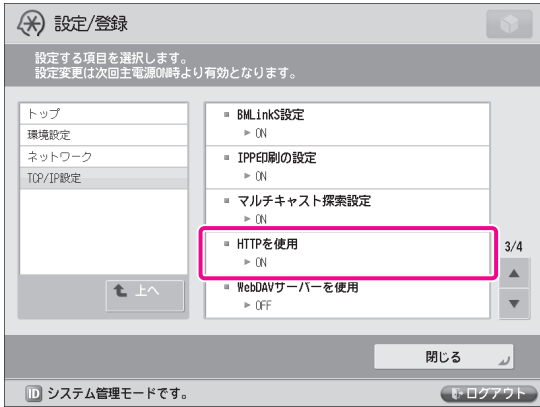 設定/登録
設定する項目を選択します。
設定変更は次回主電源ON時より有効となります。
トップ
環境設定
ネットワーク
TCP/IP設定
上へ
BMLinkS設定
ON
IPP印刷の設定
ON
マルチキャスト探索設定
ON
HTTPを使用
ON
WebDAVサーバーを使用
OFF
3/4
閉じる
ID システム管理モードです。
ログアウト